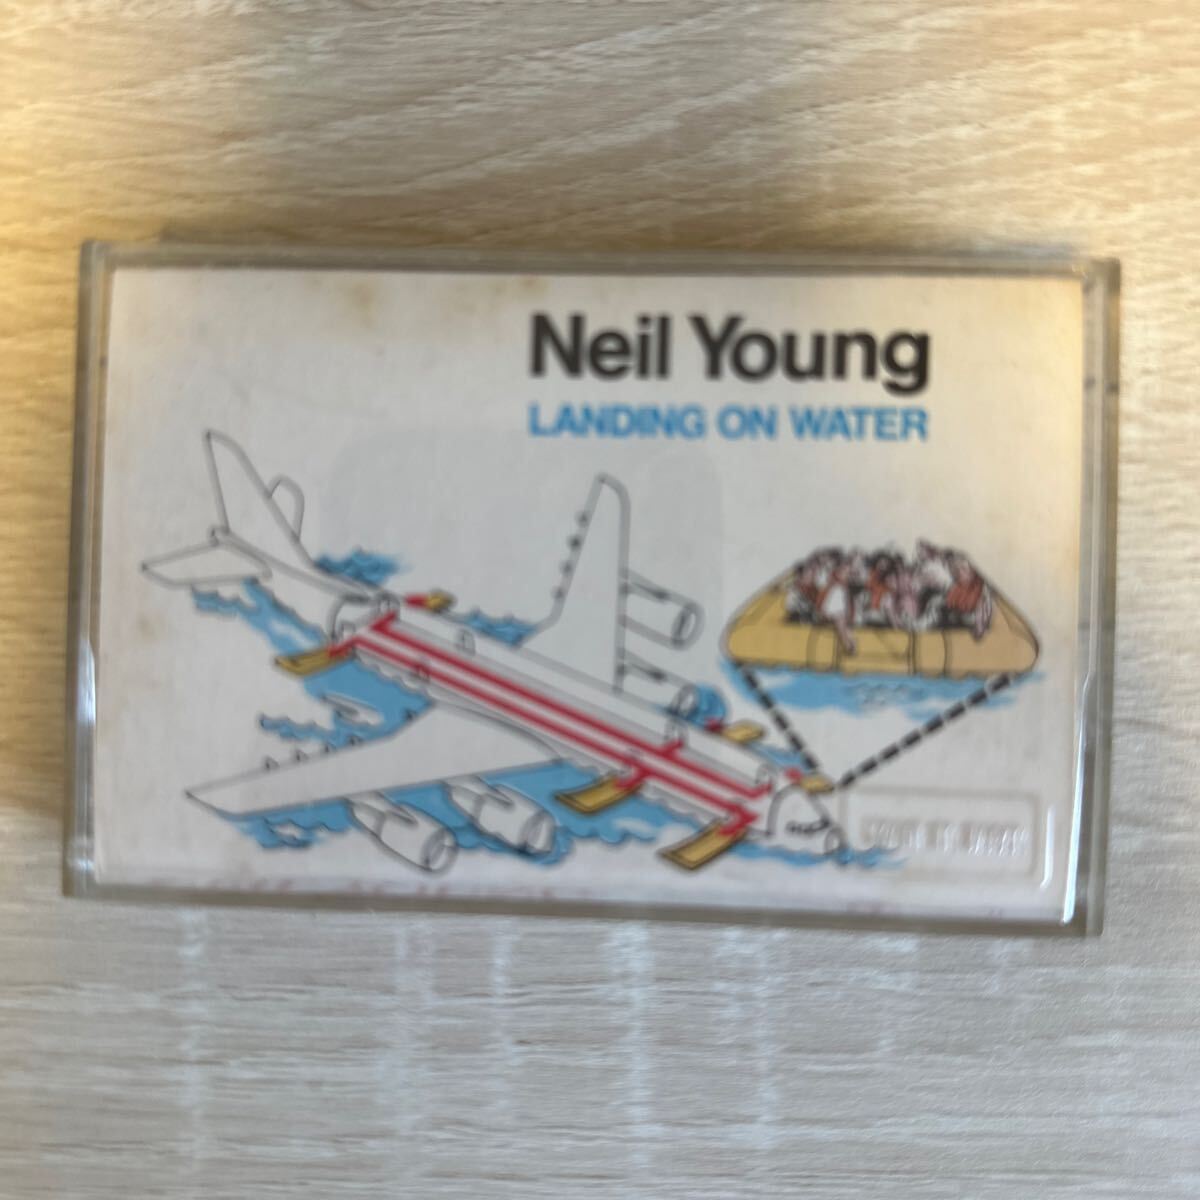 Neil Young
LANDING ON WATER